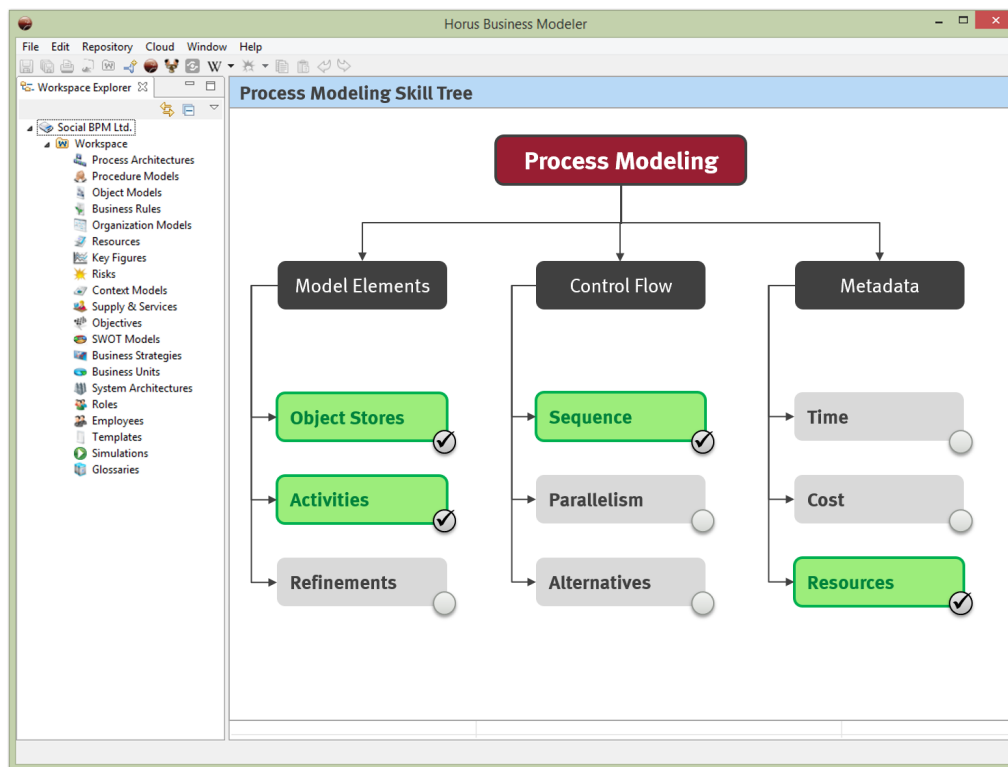 Horus Business Modeler
File Edit Repository Cloud Window Help
W
Workspace Explorer
Social BPM Ltd.
Workspace
Process Architectures
Procedure Models
Object Models
Business Rules
Organization Models
Resources
Key Figures
Risks
Context Models
Supply & Services
Objectives
SWOT Models
Business Strategies
Business Units
System Architectures
Roles
Employees
Templates
Simulations
Glossaries
Process Modeling Skill Tree
Process Modeling
Model Elements
Control Flow
Metadata
Object Stores
Sequence
Time
Activities
Parallelism
Cost
Refinements
Alternatives
Resources